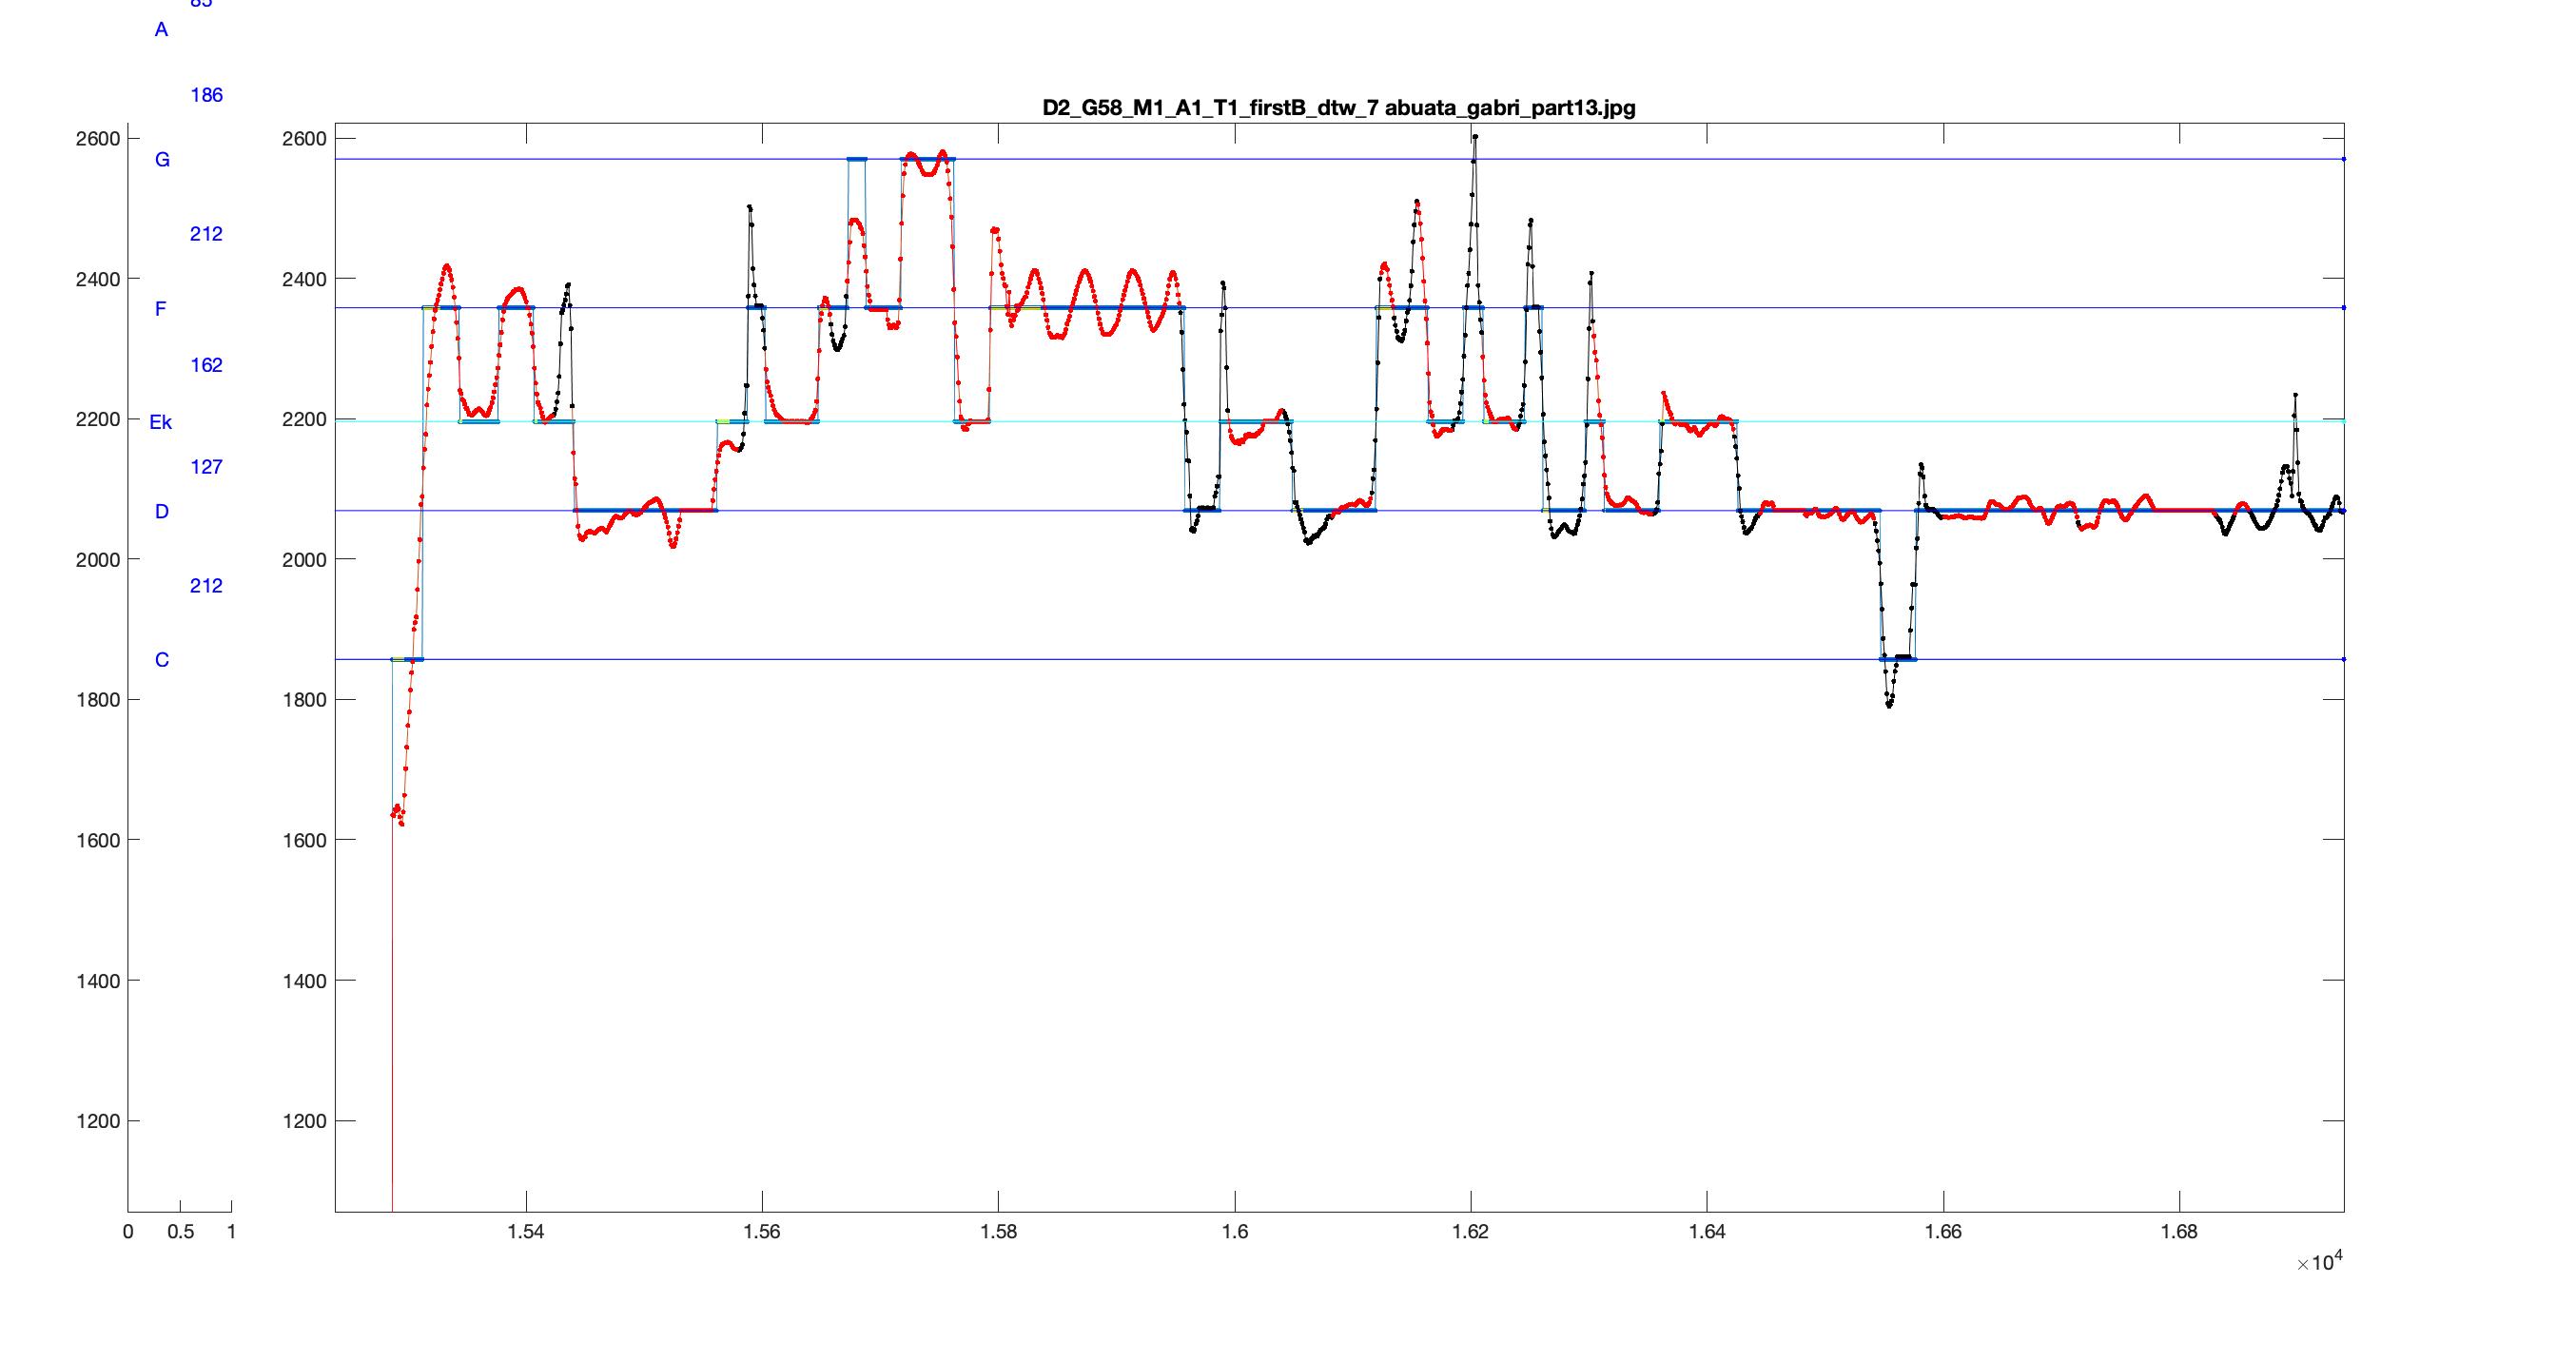 85
A
186
D2_G58_M1_A1_T1_firstB_dtw_7 abuata_gabri_part13.jpg
2600 2600
G
212
2400 2400
F
162
2200 Ek 2200
127
D
2000 2000
212
C
1800 1800
1600 1600
1400 1400
1200 1200
0 0.5 1 1.54 1.56 1.58 1.6 1.62 1.64 1.66 1.68
×10⁴